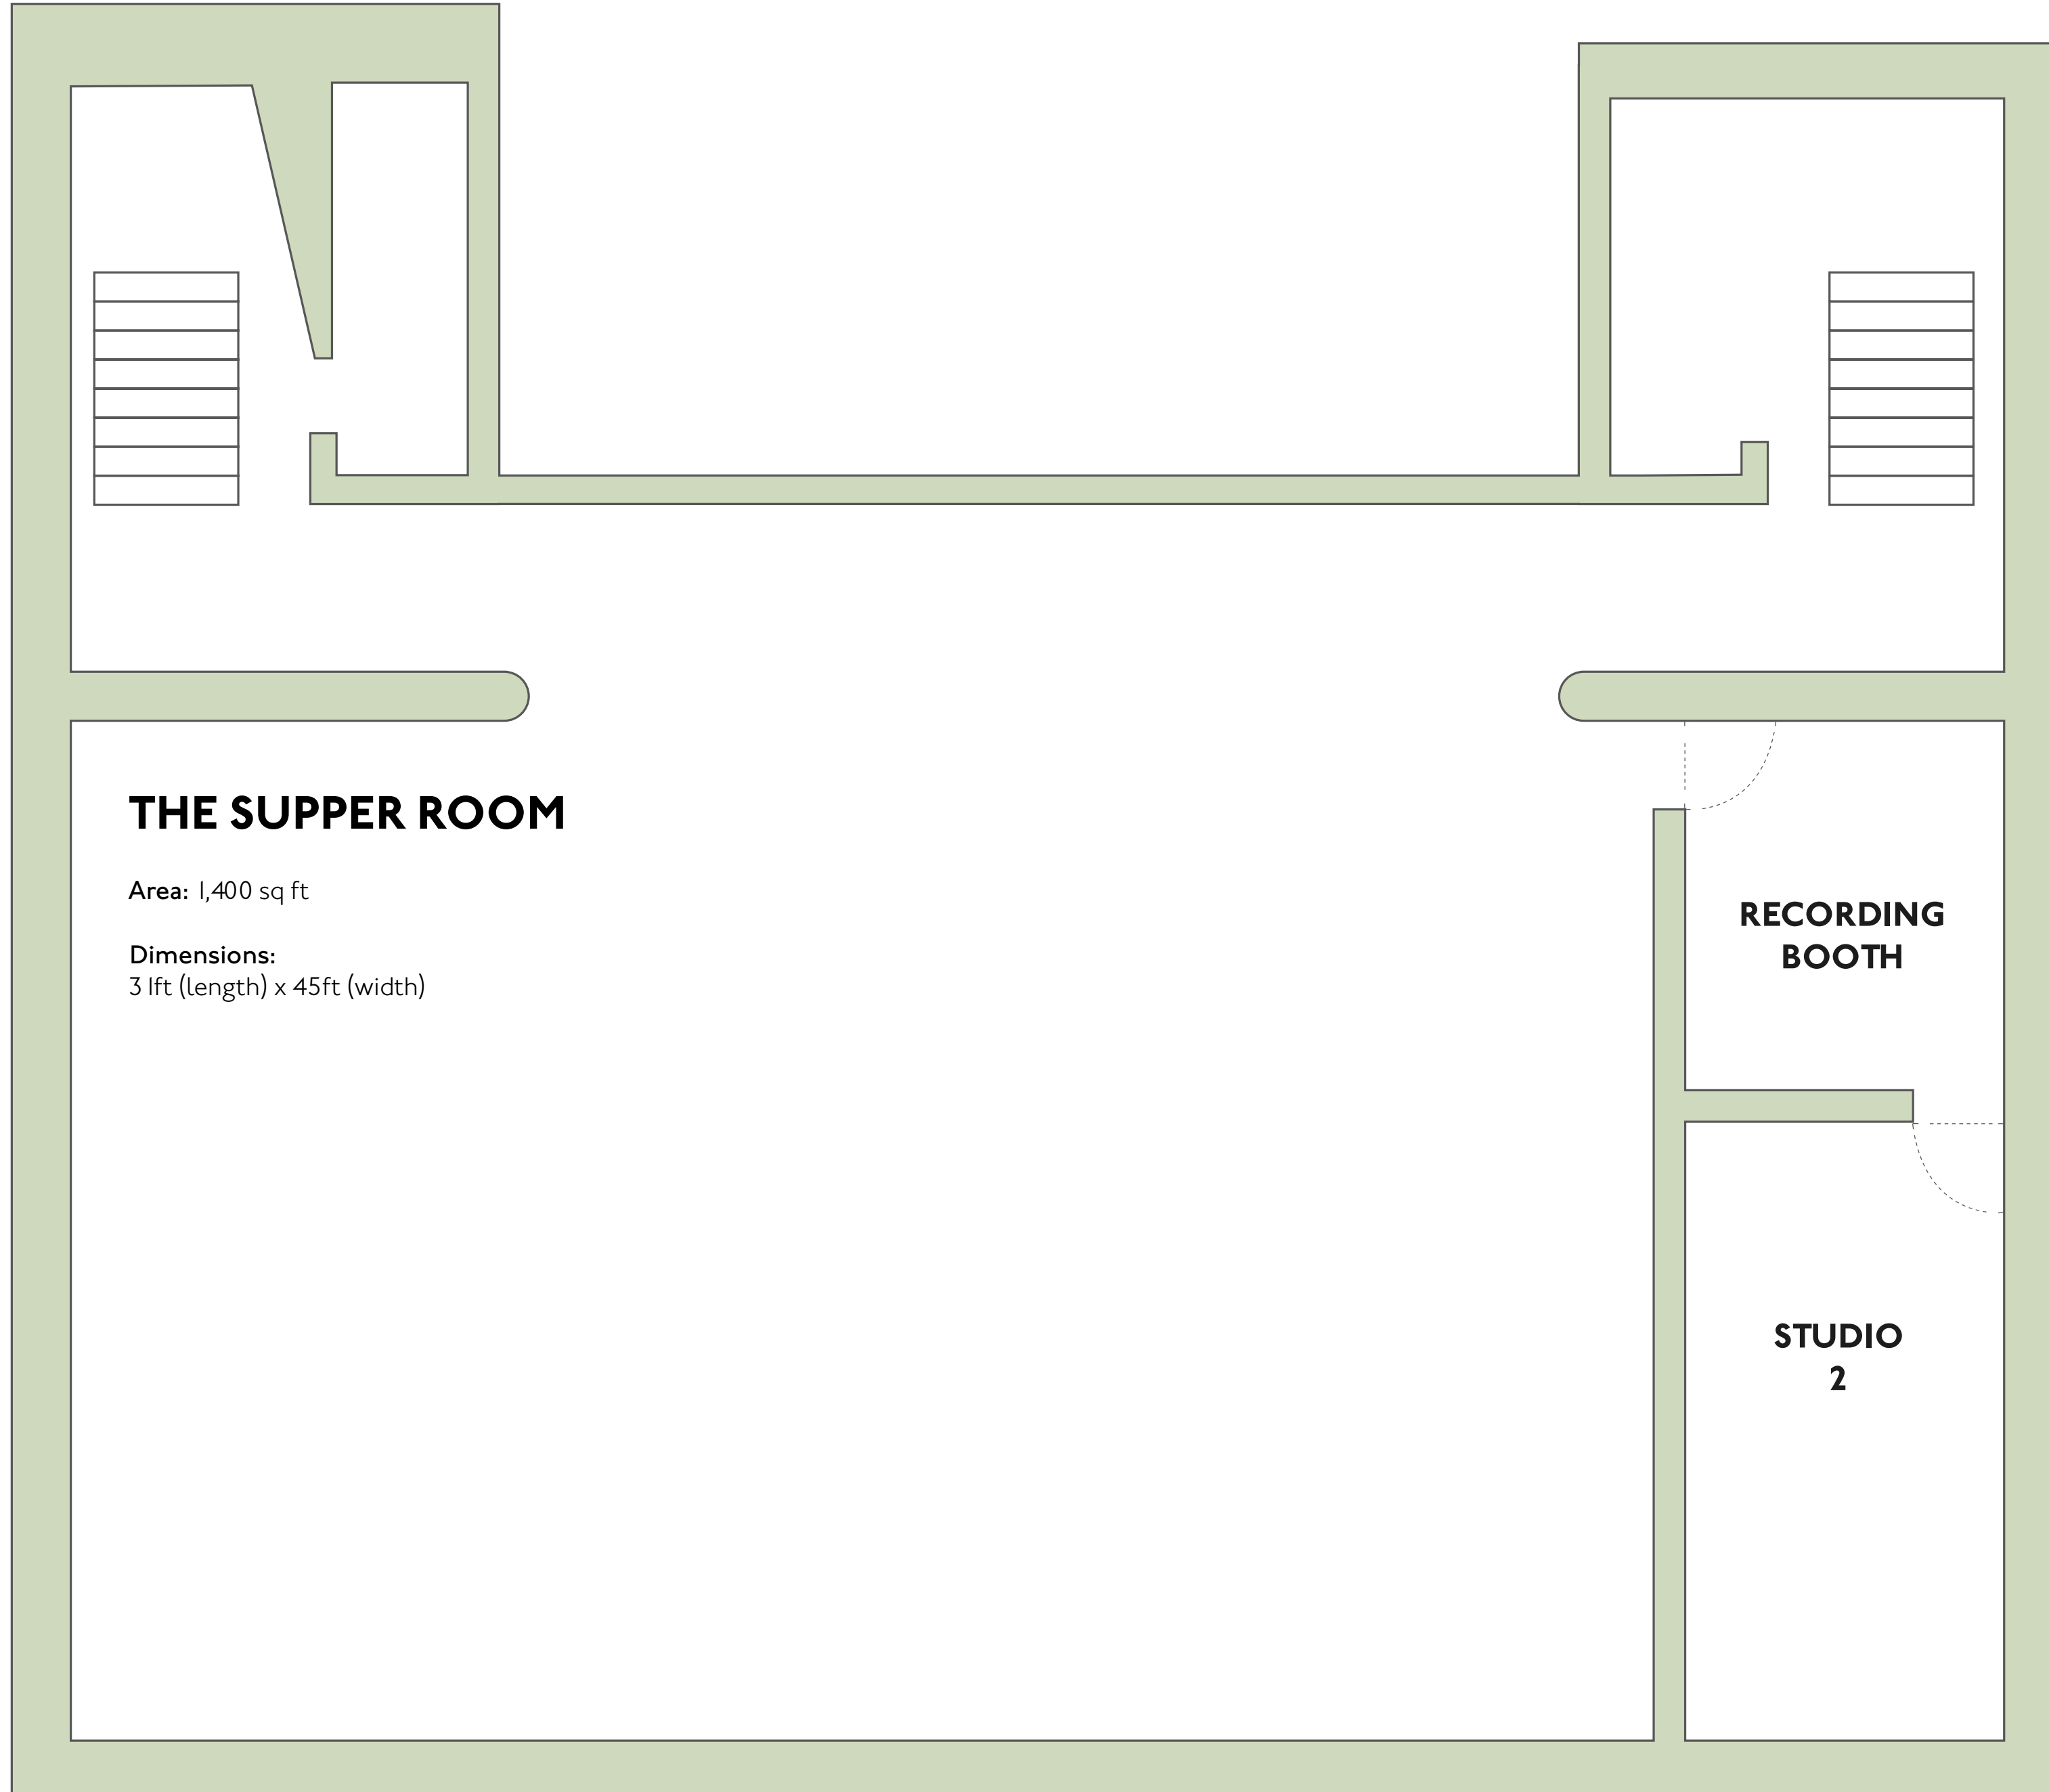 THE SUPPER ROOM
Area: 1,400 sq ft
Dimensions:
31ft (length) x 45ft (width)
RECORDING
BOOTH
STUDIO
2